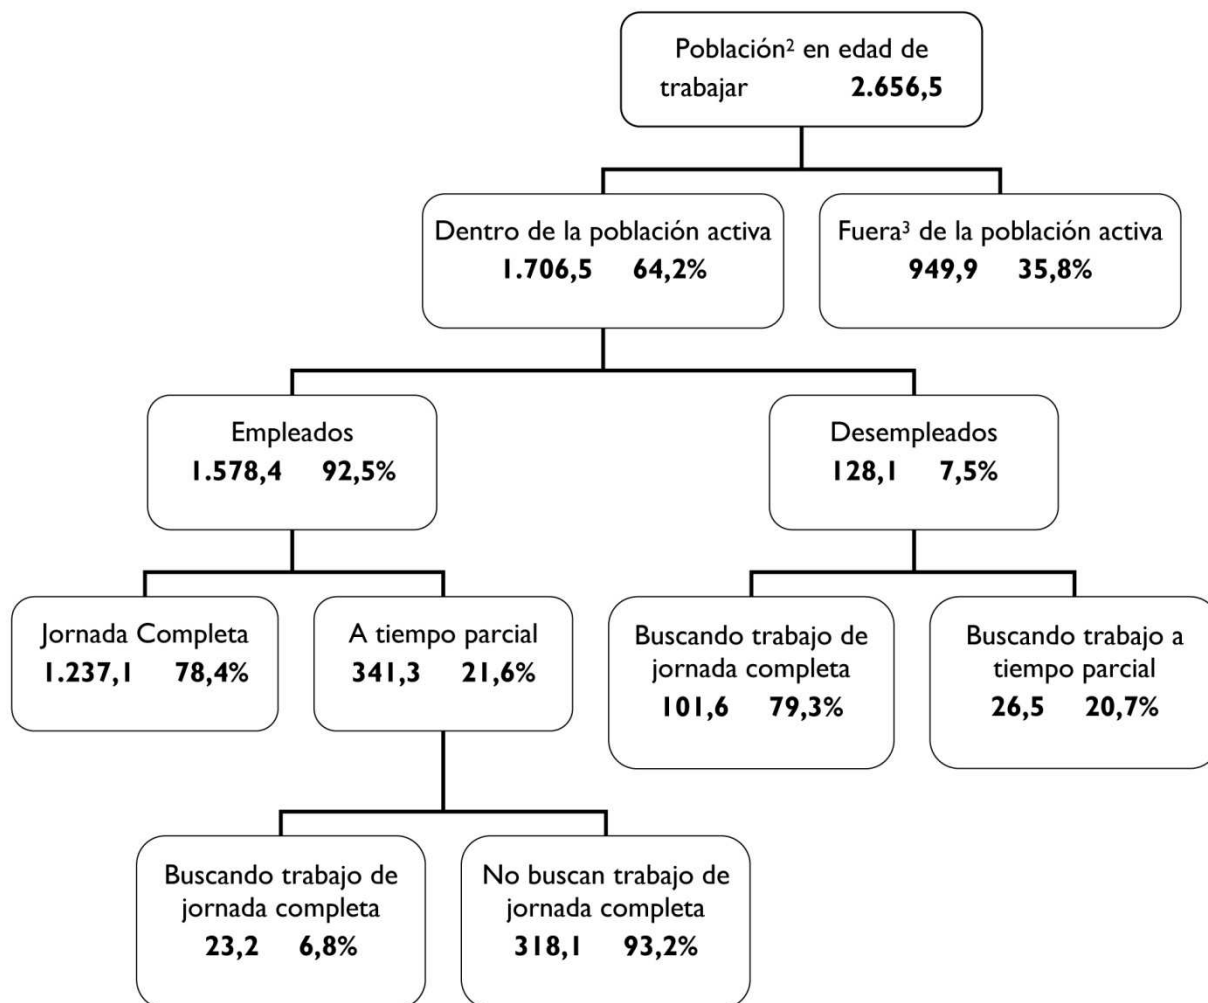 Población² en edad de
trabajar 2.656,5
Dentro de la población activa
1.706,5 64,2%
Fuera³ de la población activa
949,9 35,8%
Empleados
1.578,4 92,5%
Desempleados
128,1 7,5%
Jornada Completa
1.237,1 78,4%
A tiempo parcial
341,3 21,6%
Buscando trabajo de
jornada completa
101,6 79,3%
Buscando trabajo a
tiempo parcial
26,5 20,7%
Buscando trabajo de
jornada completa
23,2 6,8%
No buscan trabajo de
jornada completa
318,1 93,2%